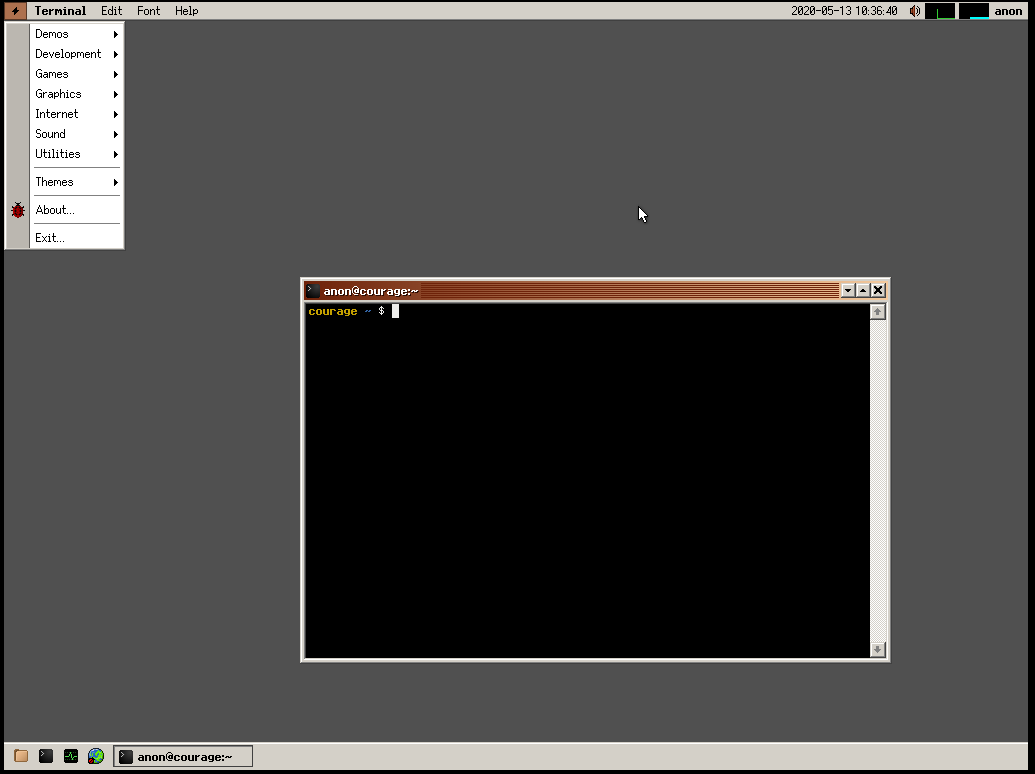 Terminal Edit Font Help 2020-05-13 10:36:40 anon
Demos
Development
Games
Graphics
Internet
Sound
Utilities
Themes
About...
Exit...
anon@courage:~
courage ~ $
anon@courage:~